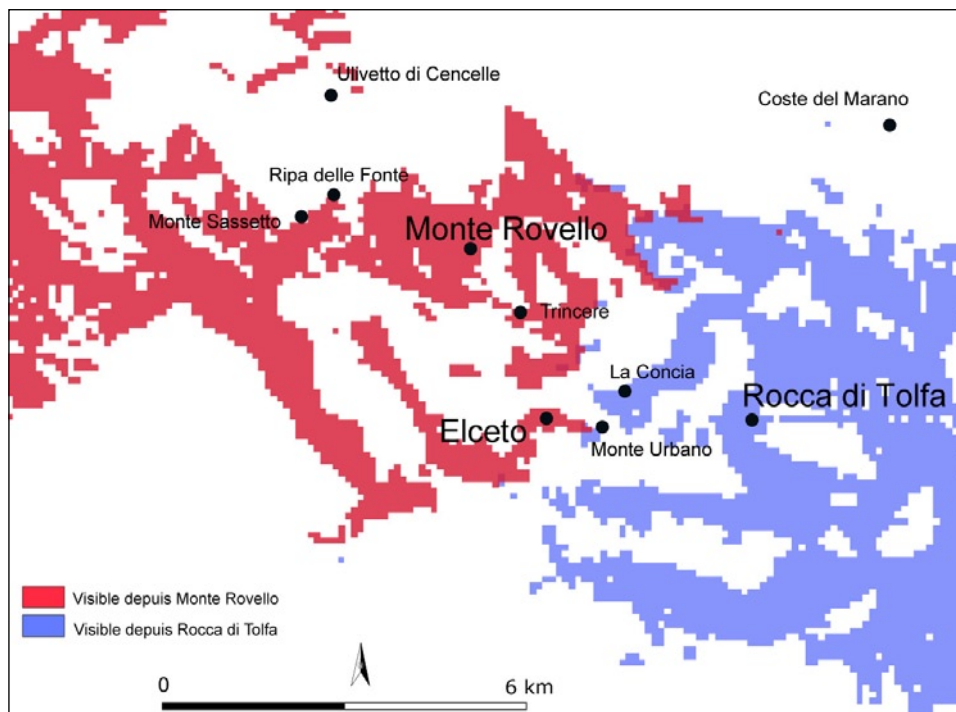 Ulivetto di Cencelle
Coste del Marano
Ripa delle Fonte
Monte Sassetto
Monte Rovello
Trincere
La Concia
Rocca di Tolfa
Elceto
Monte Urbano
Visible depuis Monte Rovello
Visible depuis Rocca di Tolfa
0
6 km